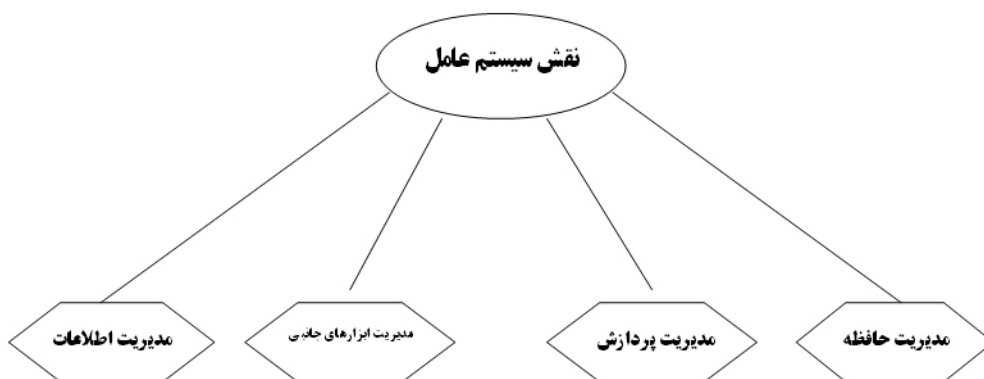 نقش سیستم عامل
مدیریت حافظه
مدیریت پردازش
مدیریت ابزارهای جانبی
مدیریت اطلاعات